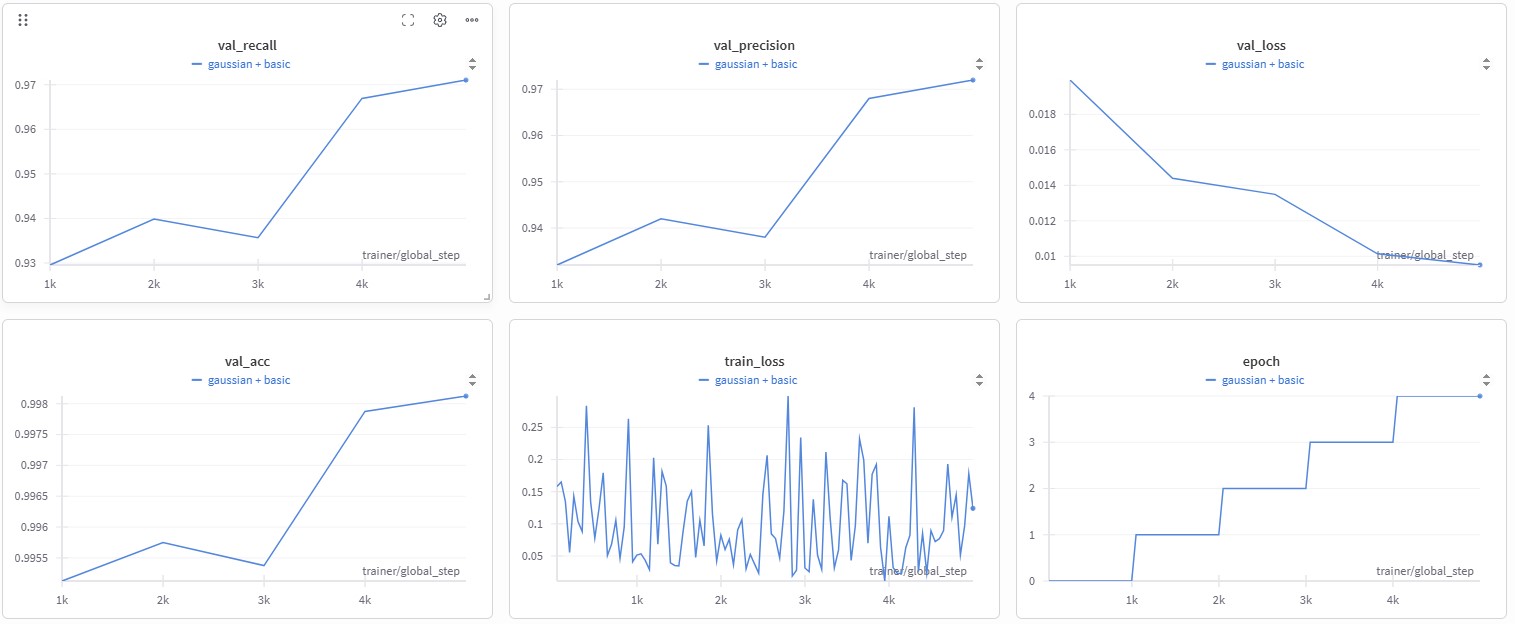 val_recall
gaussian + basic
0.97
0.96
0.95
0.94
0.93
trainer/global_step
1k 2k 3k 4k
val_precision
gaussian + basic
0.97
0.96
0.95
0.94
trainer/global_step
1k 2k 3k 4k
val_loss
gaussian + basic
0.018
0.016
0.014
0.012
0.01
trainer/global_step
1k 2k 3k 4k
val_acc
gaussian + basic
0.998
0.9975
0.997
0.9965
0.996
0.9955
trainer/global_step
1k 2k 3k 4k
train_loss
gaussian + basic
0.25
0.2
0.15
0.1
0.05
trainer/global_step
1k 2k 3k 4k
epoch
gaussian + basic
4
3
2
1
0
trainer/global_step
1k 2k 3k 4k